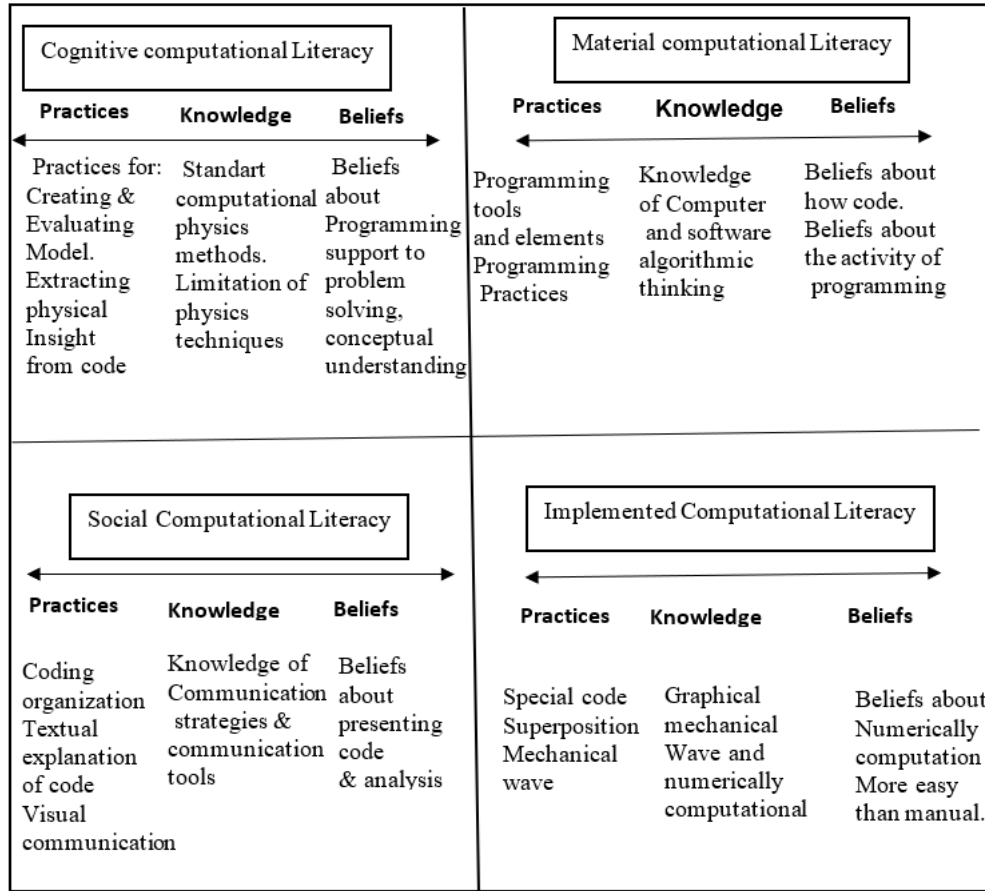 Cognitive computational Literacy
Practices
Knowledge
Beliefs
Practices for:
Creating &
Evaluating
Model.
Extracting
physical
Insight
from code
Standart
computational
physics
methods.
Limitation of
physics
techniques
Beliefs
about
Programming
support to
problem
solving,
conceptual
understanding
Material computational Literacy
Practices
Knowledge
Beliefs
Programming
tools
and elements
Programming
Practices
Knowledge
of Computer
and software
algorithmic
thinking
Beliefs about
how code.
Beliefs about
the activity of
programming
Social Computational Literacy
Practices
Knowledge
Beliefs
Coding
organization
Textual
explanation
of code
Visual
communication
Knowledge of
Communication
strategies &
communication
tools
Beliefs
about
presenting
code
& analysis
Implemented Computational Literacy
Practices
Knowledge
Beliefs
Special code
Superposition
Mechanical
wave
Graphical
mechanical
Wave and
numerically
computational
Beliefs about
Numerically
computation
More easy
than manual.